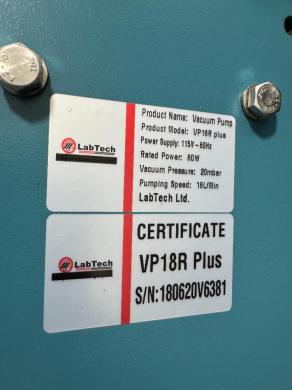 LabTech
Product Name: Vacuum Pump
Product Model: VP18R plus
Power Supply: 115V~60Hz
Rated Power: 60W
Vacuum Pressure: 20mbar
Pumping Speed: 18L/Min
LabTech Ltd.
LabTech
CERTIFICATE
VP18R Plus
S/N:180620V6381